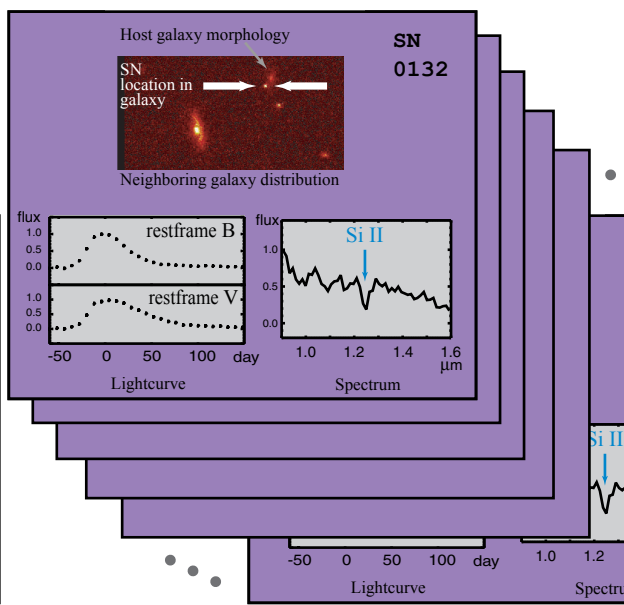 Host galaxy morphology
SN
0132
SN
location in
galaxy
Neighboring galaxy distribution
flux
restframe B
1.0
0.5
0.0
restframe V
1.0
0.5
0.0
-50 0 50 100 day
Lightcurve
flux
Si II
1.0
0.5
0.0
1.0 1.2 1.4 1.6
μm
Spectrum
Si II
-50 0 50 100 day
Lightcurve
1.0 1.2
Spectru